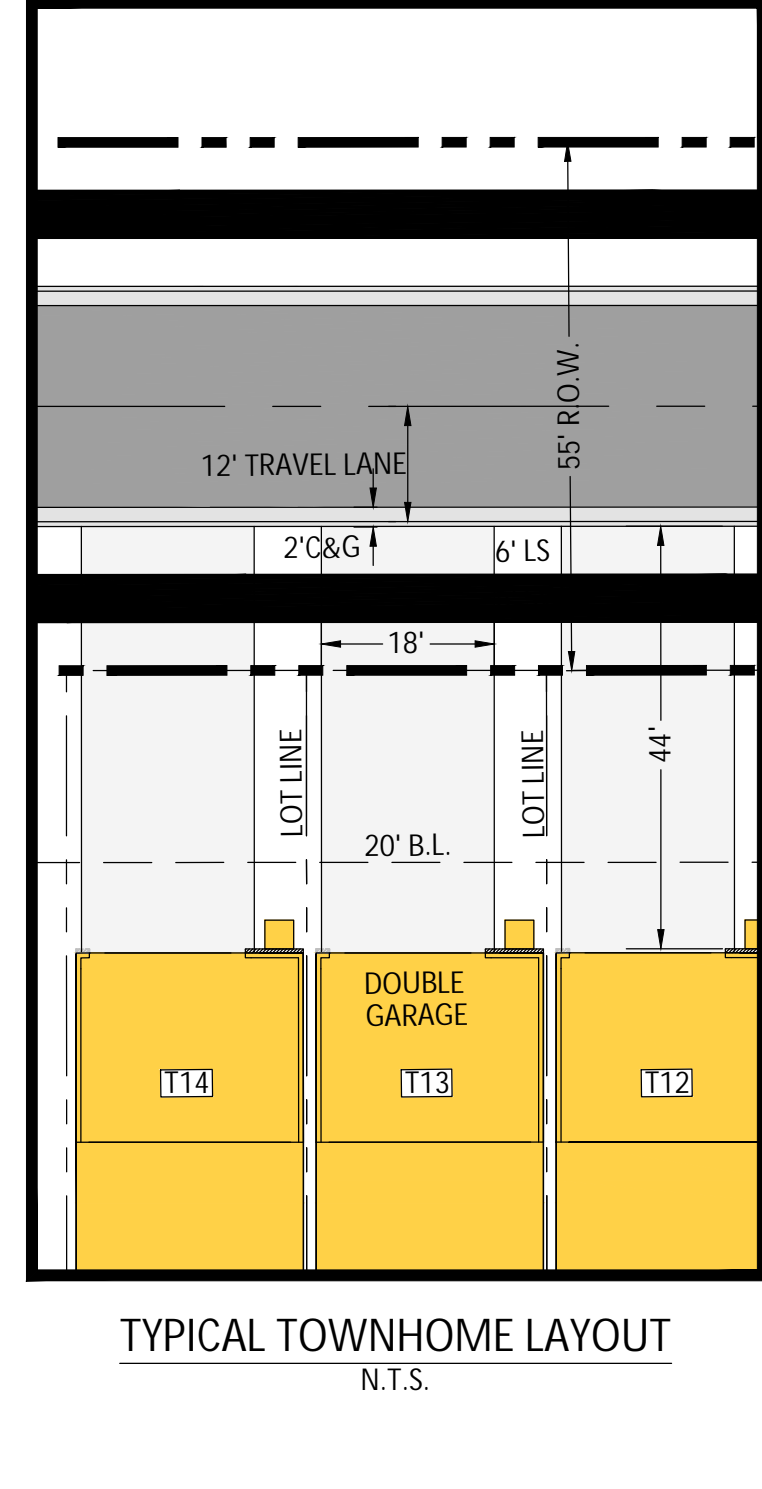 55' R.O.W.
12' TRAVEL LANE
2'C&G
6' LS
18'
LOT LINE
LOT LINE
44'
20' B.L.
DOUBLE
GARAGE
T14
T13
T12
TYPICAL TOWNHOME LAYOUT
N.T.S.